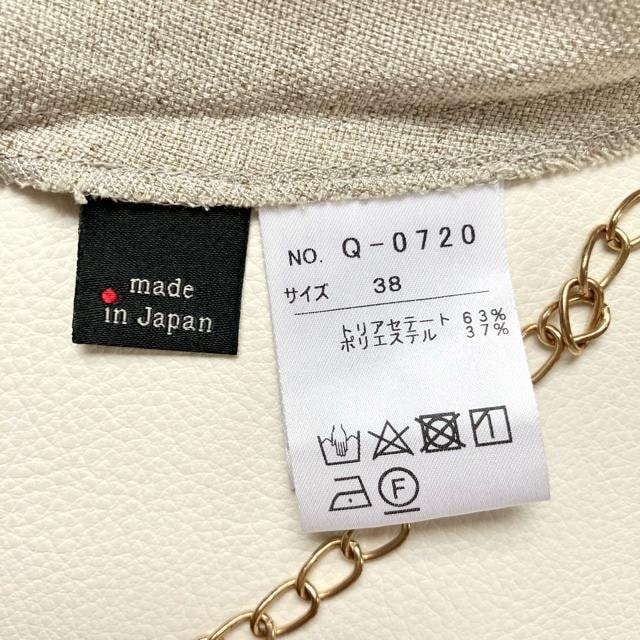 made
in Japan
NO. Q-0720
サイズ 38
トリアセテート 63%
ポリエステル 37%
F